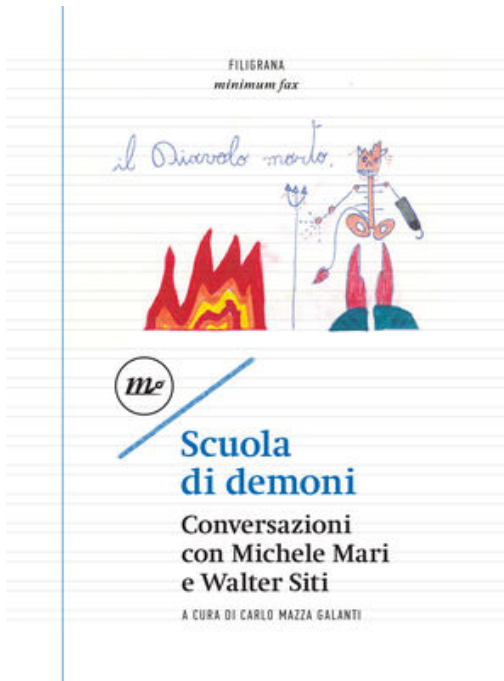 FILIGRANA
minimum fax
il Diavolo morto.
m
Scuola
di demoni
Conversazioni
con Michele Mari
e Walter Siti
A CURA DI CARLO MAZZA GALANTI